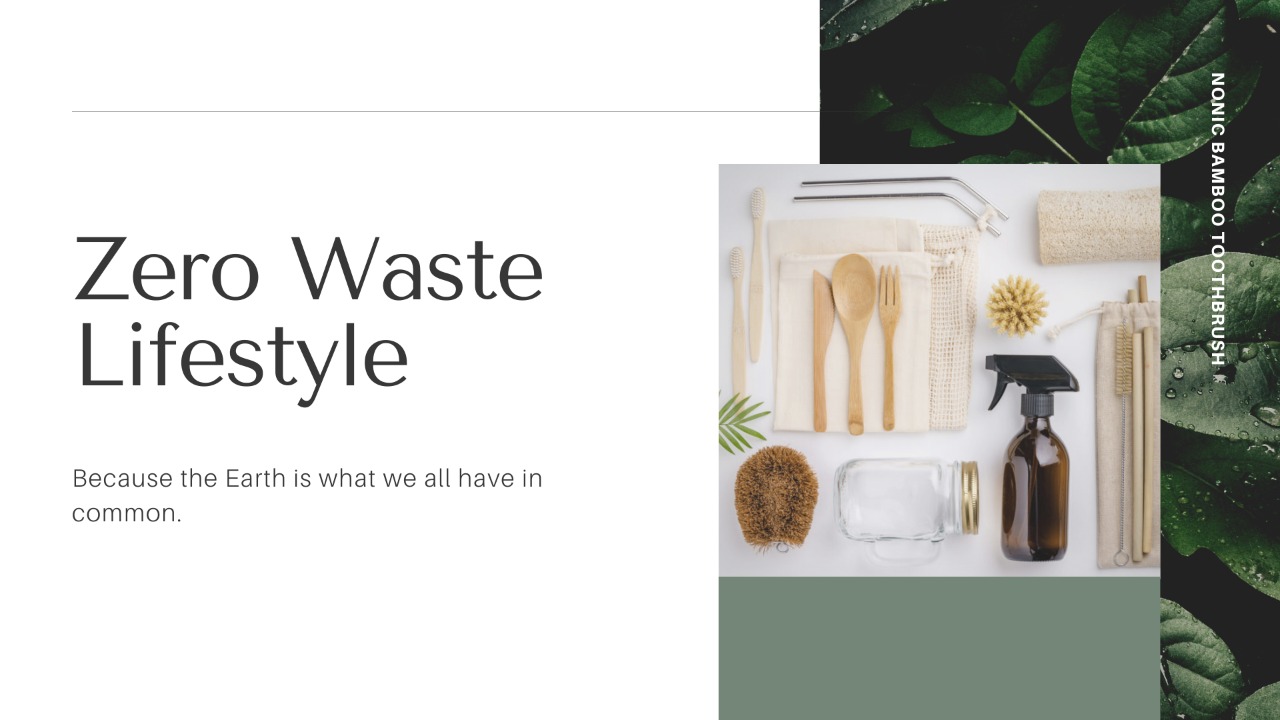 Zero Waste
Lifestyle
Because the Earth is what we all have in
common.
NONIC BAMBOO TOOTHBRUSH